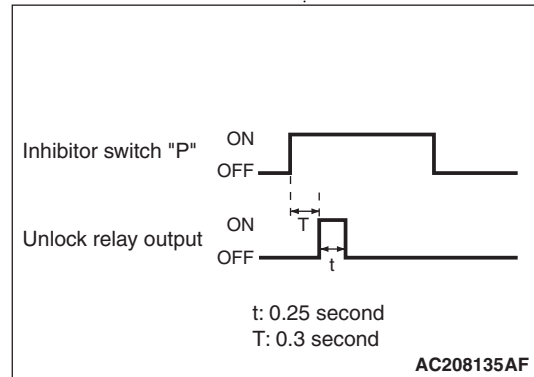 Inhibitor switch "P"
ON
OFF
Unlock relay output
ON
OFF
T
t
t: 0.25 second
T: 0.3 second
AC208135AF